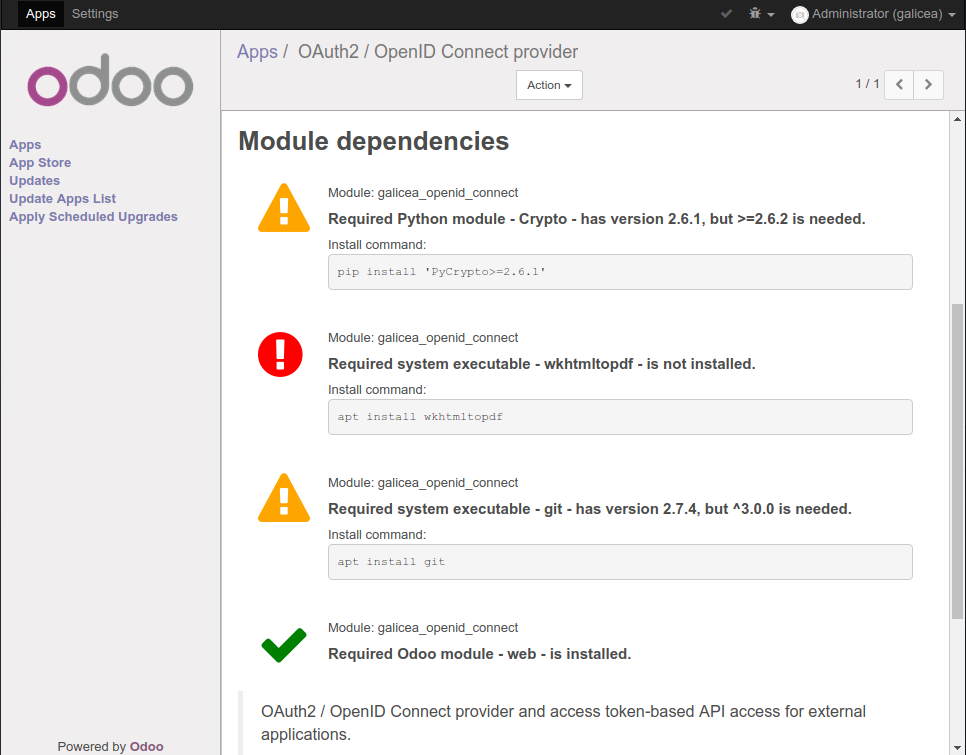 Apps Settings Administrator (galicea)
odoo
Apps
App Store
Updates
Update Apps List
Apply Scheduled Upgrades
Powered by Odoo
Apps / OAuth2 / OpenID Connect provider
Action
1 / 1
Module dependencies
Module: galicea_openid_connect
Required Python module - Crypto - has version 2.6.1, but >=2.6.2 is needed.
Install command:
pip install 'PyCrypto>=2.6.1'
Module: galicea_openid_connect
Required system executable - wkhtmltopdf - is not installed.
Install command:
apt install wkhtmltopdf
Module: galicea_openid_connect
Required system executable - git - has version 2.7.4, but ^3.0.0 is needed.
Install command:
apt install git
Module: galicea_openid_connect
Required Odoo module - web - is installed.
OAuth2 / OpenID Connect provider and access token-based API access for external
applications.